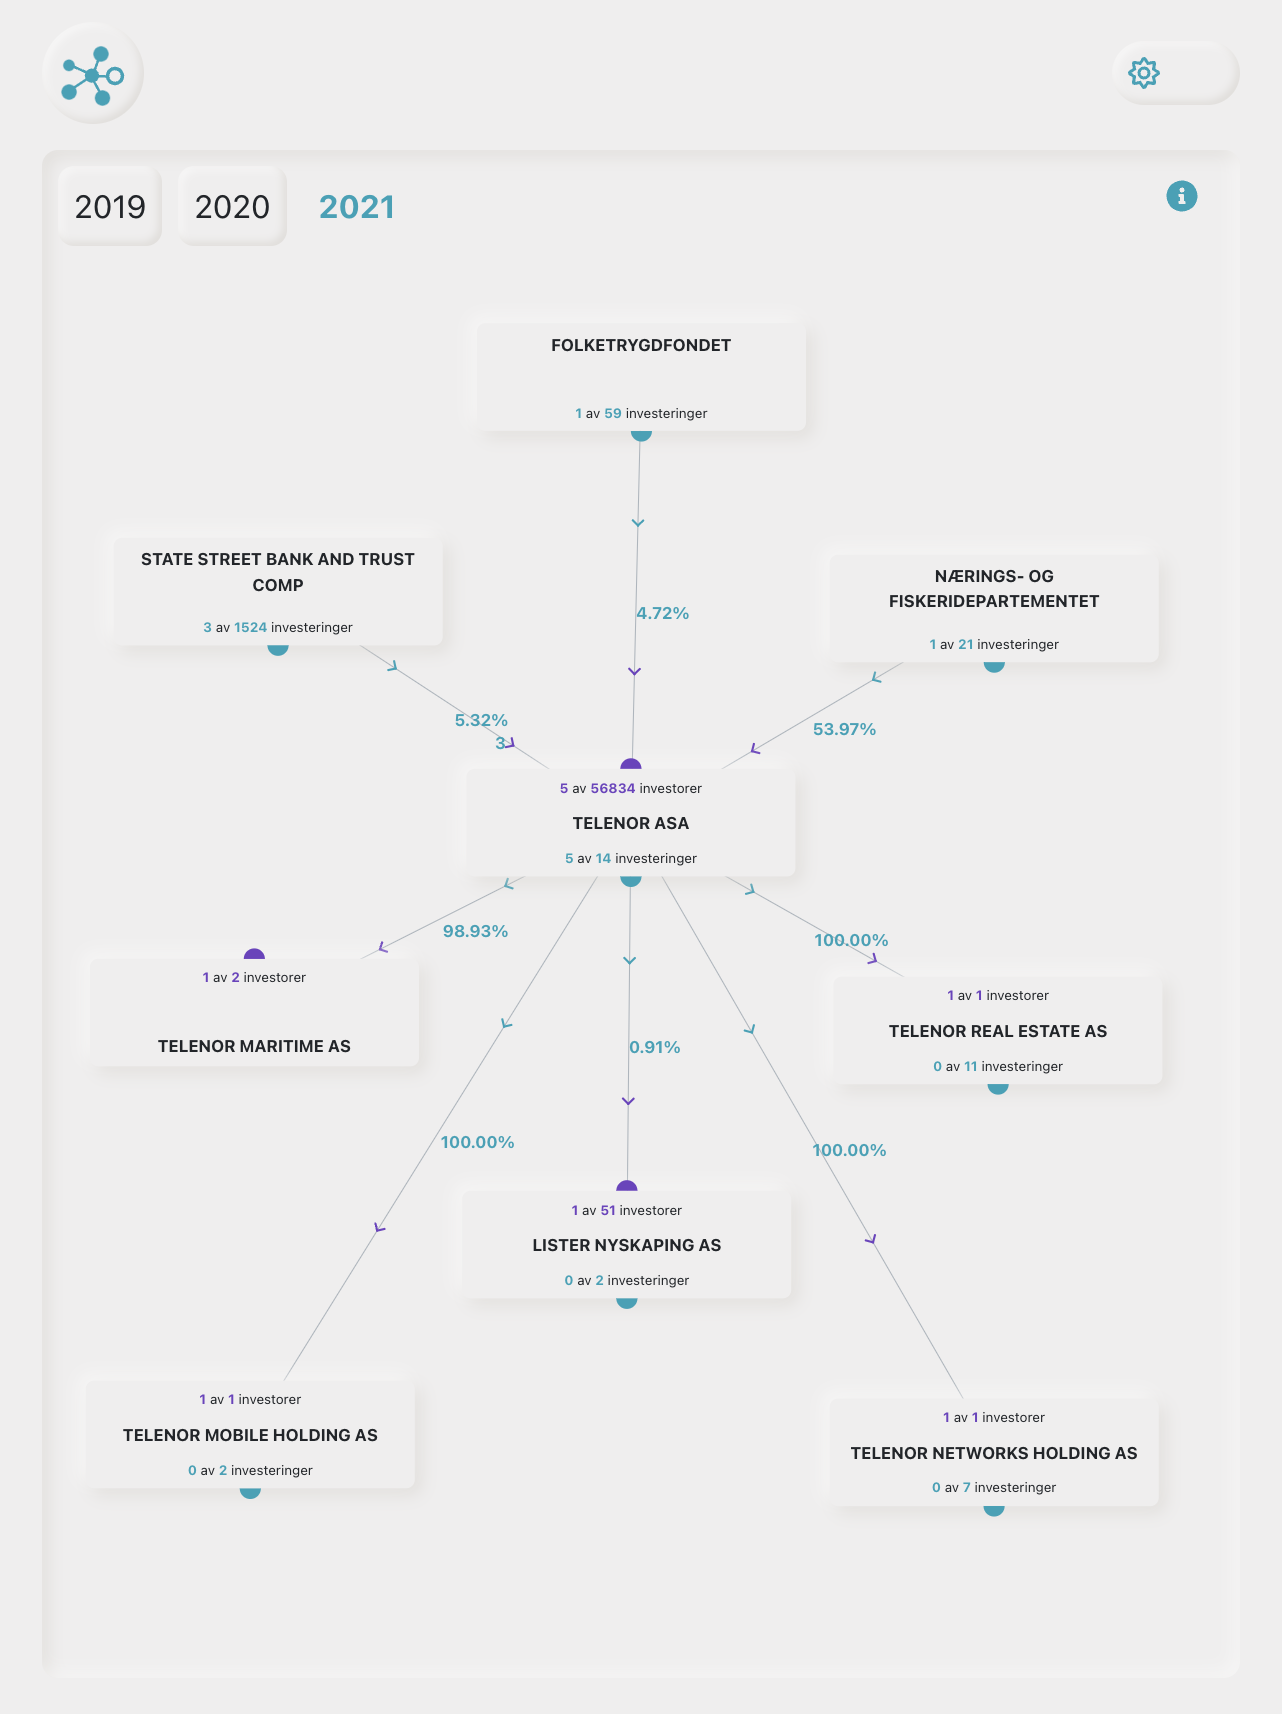 2019
2020
2021
FOLKETRYGDFONDET
1 av 59 investeringer
STATE STREET BANK AND TRUST
COMP
3 av 1524 investeringer
NÆRINGS- OG
FISKERIDEPARTEMENTET
1 av 21 investeringer
4.72%
5.32%
3
53.97%
5 av 56834 investorer
TELENOR ASA
5 av 14 investeringer
98.93%
100.00%
1 av 2 investorer
TELENOR MARITIME AS
1 av 1 investorer
TELENOR REAL ESTATE AS
0 av 11 investeringer
0.91%
100.00%
100.00%
1 av 51 investorer
LISTER NYSKAPING AS
0 av 2 investeringer
1 av 1 investorer
TELENOR MOBILE HOLDING AS
0 av 2 investeringer
1 av 1 investorer
TELENOR NETWORKS HOLDING AS
0 av 7 investeringer